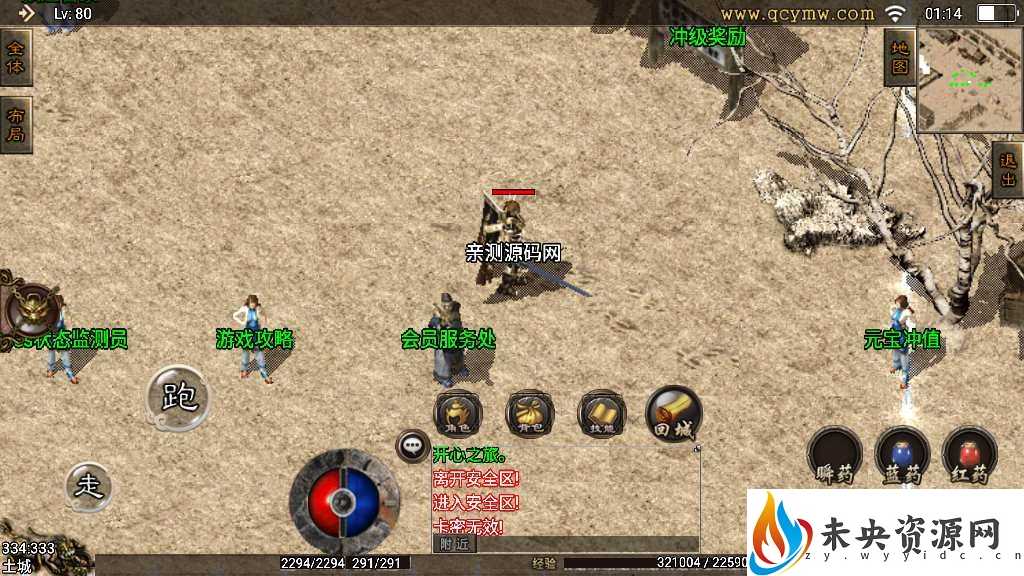 Lv: 80
www.qcymw.com
01:14
冲级奖励
全体
地图
布局
退出
亲测源码网
状态监测员
游戏攻略
会员服务处
元宝冲值
跑
角色
背包
技能
回城
走
开心之旅。
离开安全区!
进入安全区!
卡密无效!
附近
瞬药
蓝药
红药
334:333
土城
2294/2294 291/291
经验
321004 / 22590
未央资源网
zy.wyyidc.cn